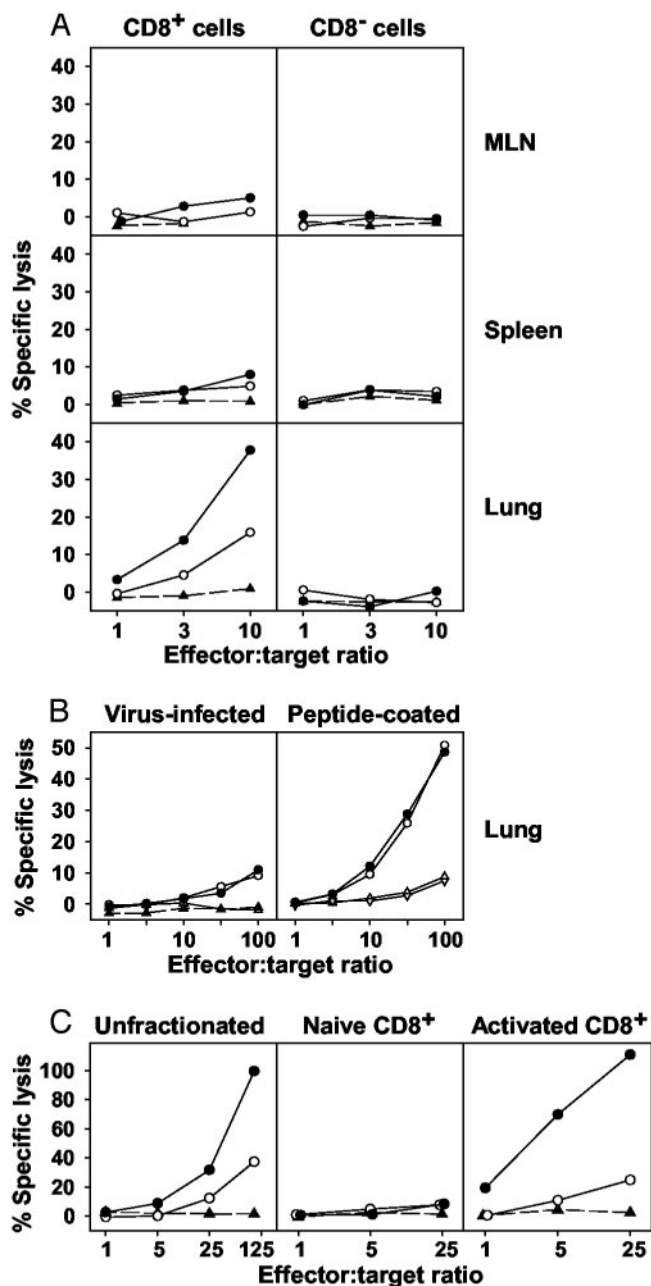 A
CD8+ cells CD8- cells
40
30
20
10
0
MLN
40
30
20
10
0
Spleen
40
30
20
10
0
Lung
% Specific lysis
1 3 10 1 3 10
Effector:target ratio
B
Virus-infected Peptide-coated
50
40
30
20
10
0
Lung
% Specific lysis
1 10 100 1 10 100
Effector:target ratio
C
Unfractionated Naive CD8+ Activated CD8+
100
80
60
40
20
0
% Specific lysis
1 5 25 125 1 5 25 1 5 25
Effector:target ratio